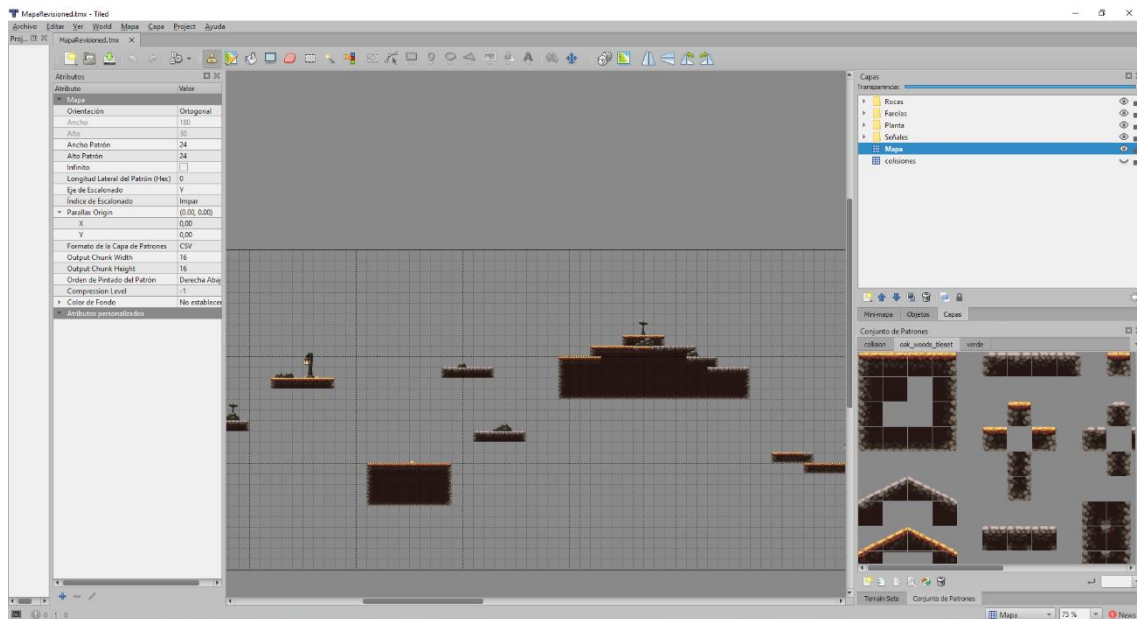 MapaRevisioned.tmx - Tiled
Archivo Editar Ver World Mapa Capa Project Ayuda
Proj...
MapaRevisioned.tmx
Atributos
Atributo Valor
Mapa
Orientación Ortogonal
Ancho 180
Alto 30
Ancho Patrón 24
Alto Patrón 24
Infinito
Longitud Lateral del Patrón (Hex) 0
Eje de Escalonado Y
Índice de Escalonado Impar
Parallax Origin (0.00, 0.00)
X 0,00
Y 0,00
Formato de la Capa de Patrones CSV
Output Chunk Width 16
Output Chunk Height 16
Orden de Pintado del Patrón Derecha Abaj
Compression Level -1
Color de Fondo No establecer
Atributos personalizados
Capas
Transparencia:
Rocas
Farolas
Planta
Señales
Mapa
colisiones
Mini-mapa Objetos Capas
Conjunto de Patrones
colision oak_woods_tileset verde
Terrain Sets Conjunto de Patrones
0 1 0
Mapa 75 % News